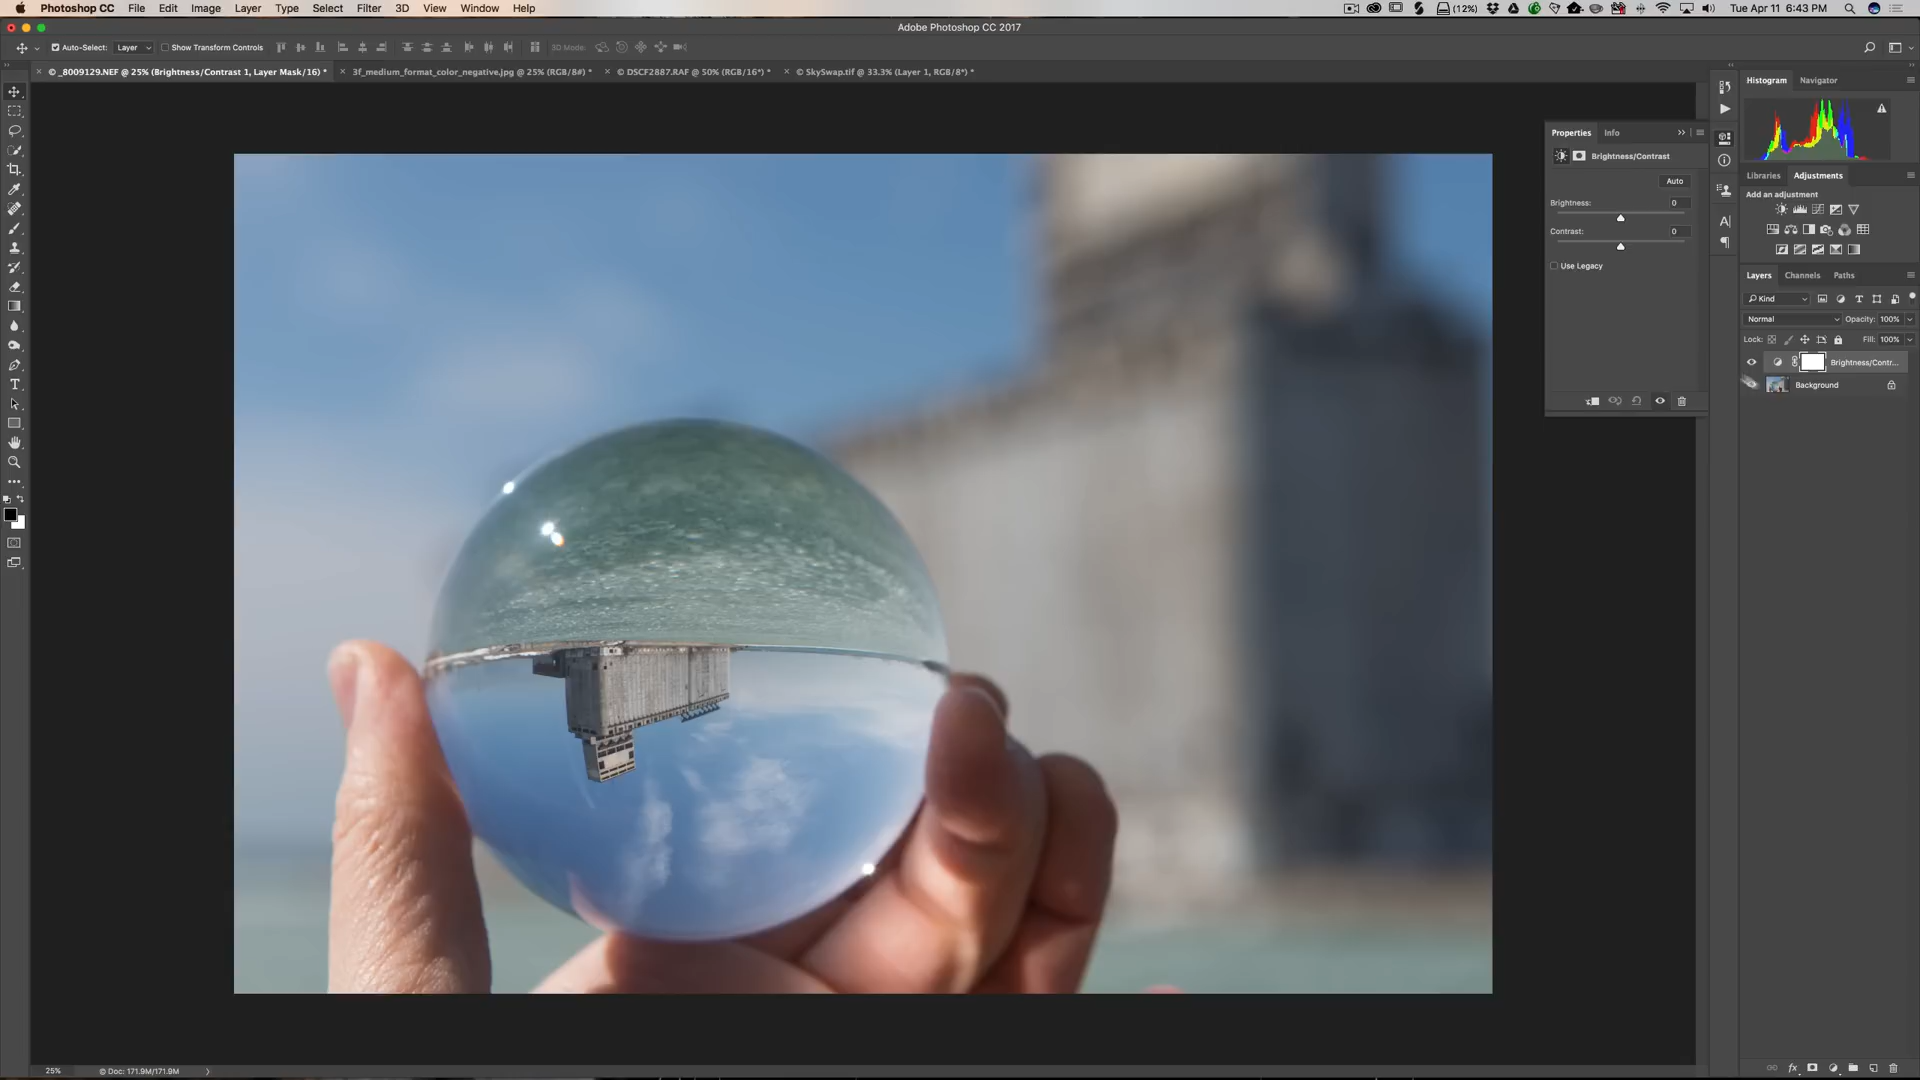 Photoshop CC File Edit Image Layer Type Select Filter 3D View Window Help (12%) Tue Apr 11 6:43 PM
Adobe Photoshop CC 2017
Auto-Select: Layer Show Transform Controls 3D Mode:
© _8009129.NEF @ 25% (Brightness/Contrast 1, Layer Mask/16) * 3f_medium_format_color_negative.jpg @ 25% (RGB/8#) * © DSCF2887.RAF @ 50% (RGB/16*) * © SkySwap.tif @ 33.3% (Layer 1, RGB/8*) *
Histogram Navigator
Properties Info
Brightness/Contrast
Auto
Brightness: 0
Contrast: 0
Use Legacy
Libraries Adjustments
Add an adjustment
Layers Channels Paths
Kind
Normal Opacity: 100%
Lock: Fill: 100%
Brightness/Contr...
Background
25% © Doc: 171.9M/171.9M